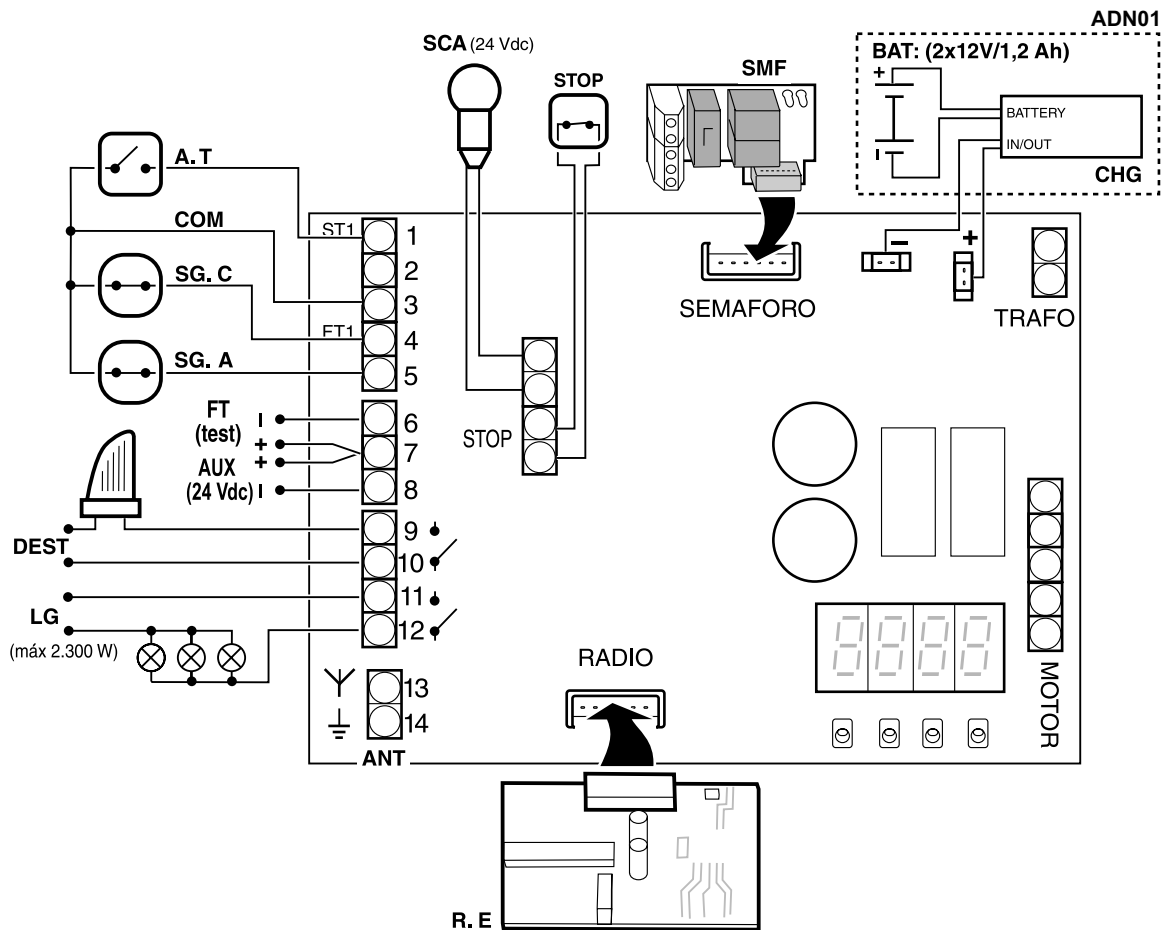 ADN01
BAT: (2x12V/1,2 Ah)
+
-
BATTERY
IN/OUT
CHG
SCA (24 Vdc)
STOP
SMF
A.T
COM
SG. C
SG. A
ST1
FT1
1
2
3
4
5
SEMAFORO
-
+
TRAFO
FT
(test)
-
+
AUX
(24 Vdc)
+
-
6
7
8
STOP
DEST
9
10
LG
(máx 2.300 W)
11
12
13
14
ANT
RADIO
8888
MOTOR
R. E